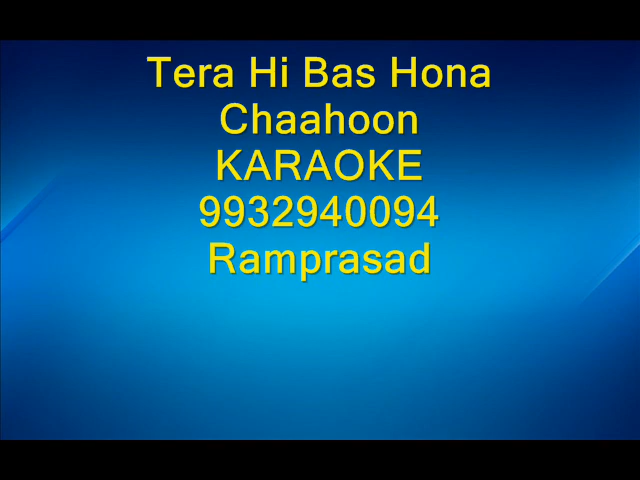 Tera Hi Bas Hona
Chaahoon
KARAOKE
9932940094
Ramprasad